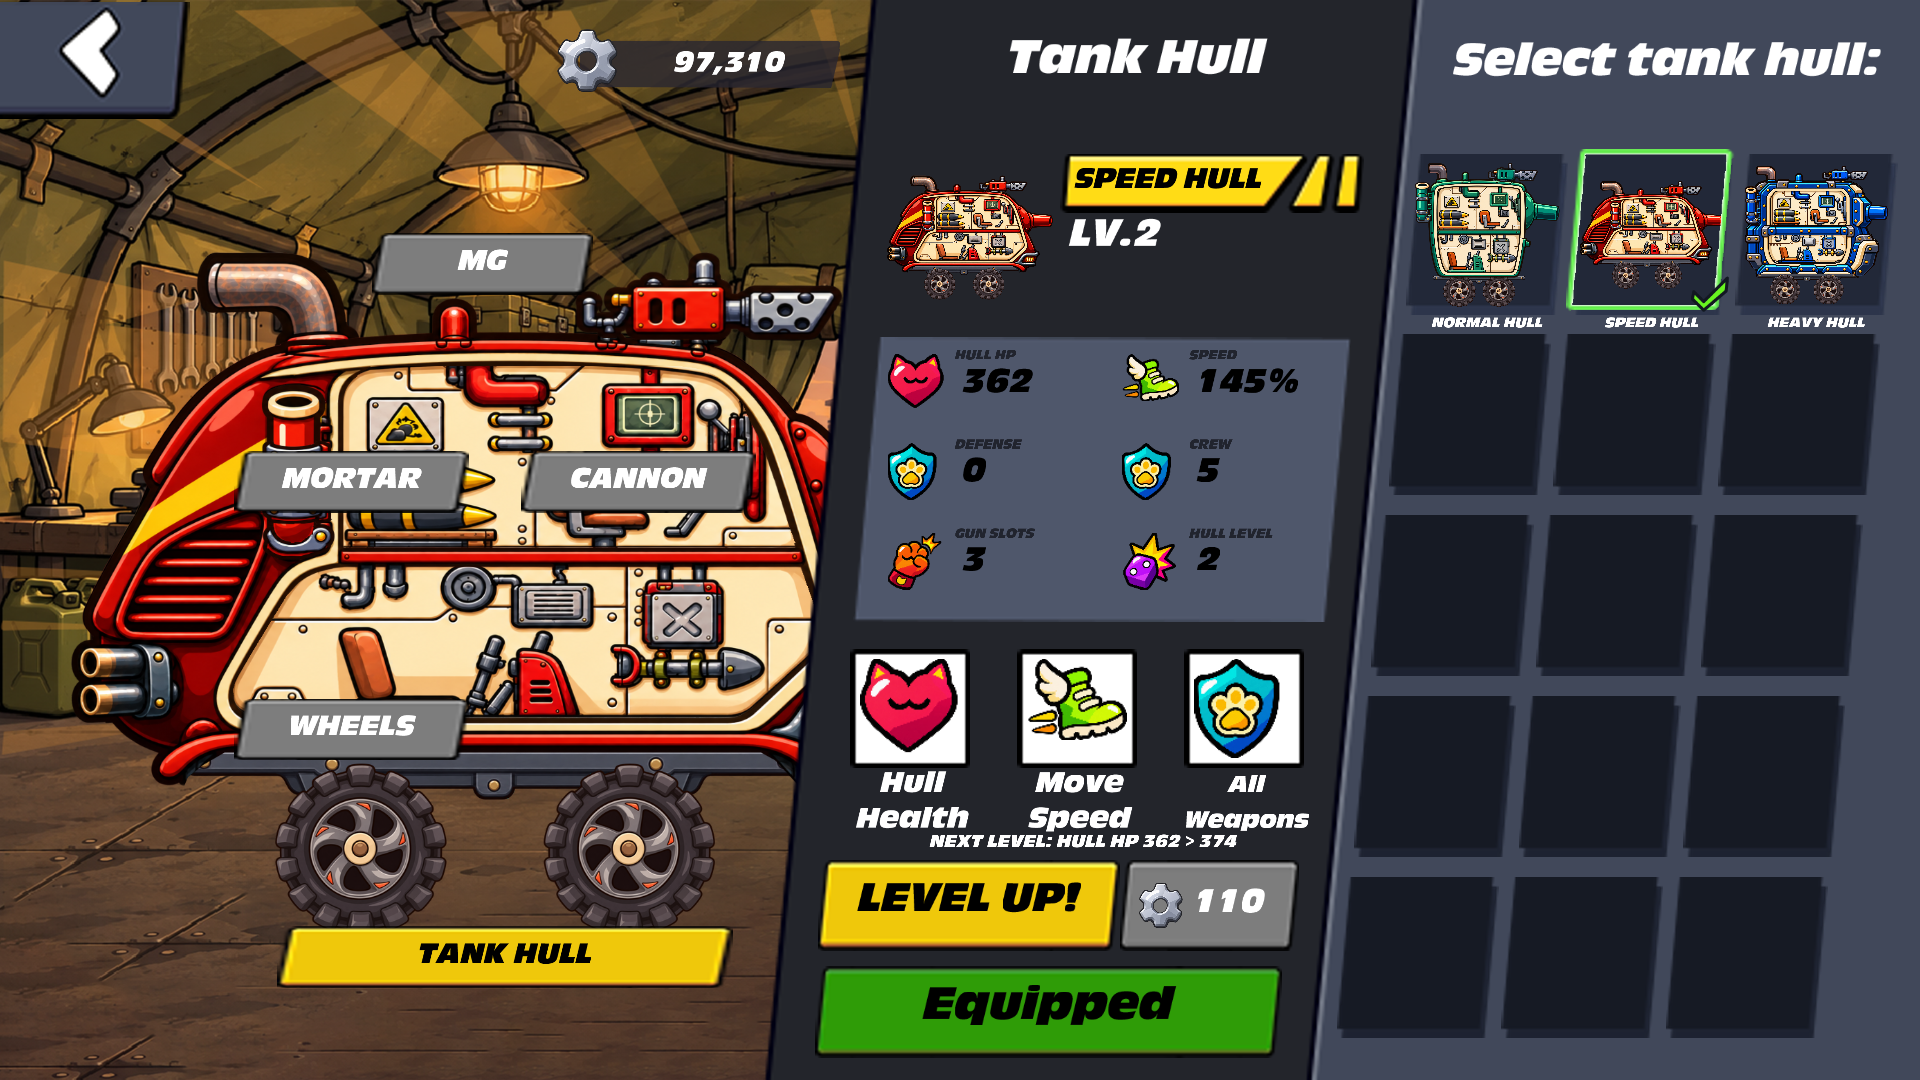 97,310
MG
MORTAR
CANNON
WHEELS
TANK HULL
Tank Hull
SPEED HULL
LV.2
HULL HP
362
SPEED
145%
DEFENSE
0
CREW
5
GUN SLOTS
3
HULL LEVEL
2
Hull
Health
Move
Speed
All
Weapons
NEXT LEVEL: HULL HP 362 > 374
LEVEL UP!
110
Equipped
Select tank hull:
NORMAL HULL
SPEED HULL
HEAVY HULL